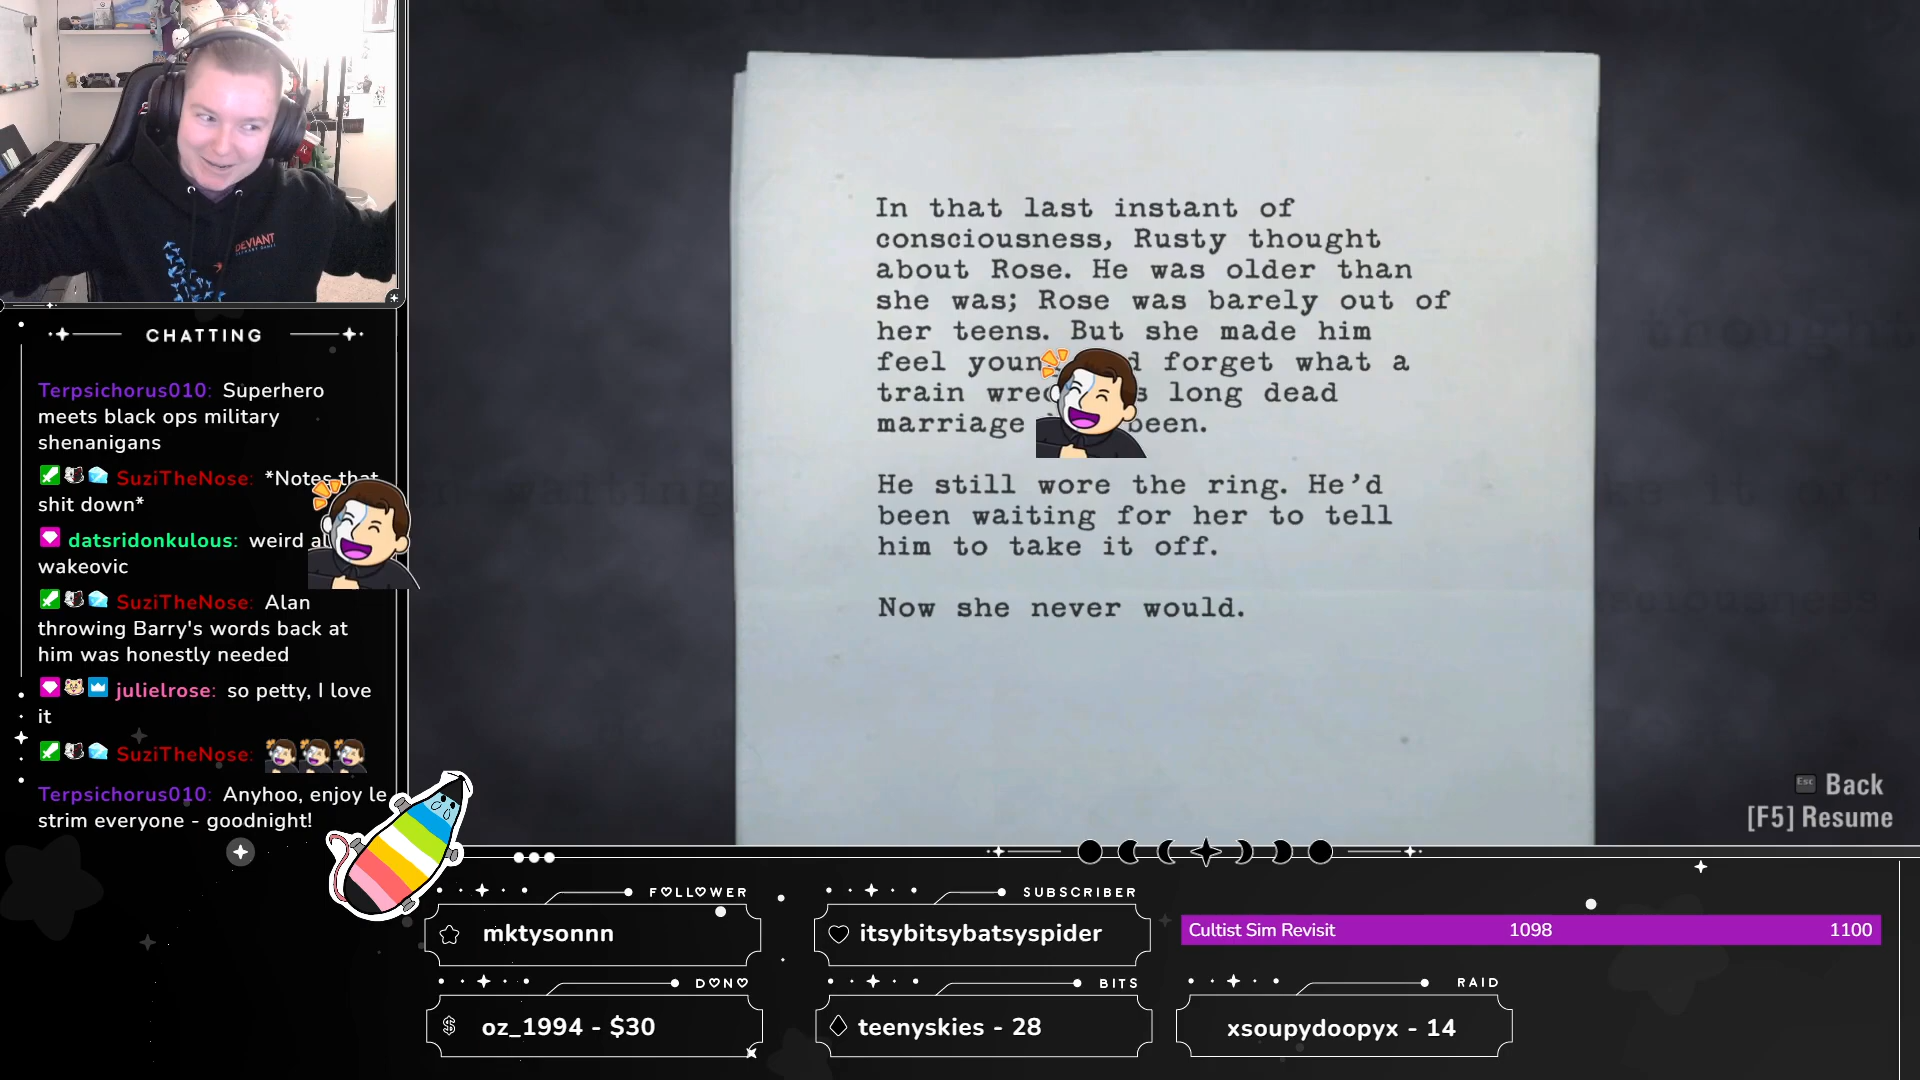 DEVIANT
CHATTING
Terpsichorus010: Superhero
meets black ops military
shenanigans
SuziTheNose: *Notes that
shit down*
datsridonkulous: weird al
wakeovic
SuziTheNose: Alan
throwing Barry's words back at
him was honestly needed
julielrose: so petty, I love
it
SuziTheNose:
Terpsichorus010: Anyhoo, enjoy le
strim everyone - goodnight!
In that last instant of
consciousness, Rusty thought
about Rose. He was older than
she was; Rose was barely out of
her teens. But she made him
feel forget what a
train long dead
marriage been.
He still wore the ring. He'd
been waiting for her to tell
him to take it off.
Now she never would.
thought
Esc Back
[F5] Resume
FOLLOWER
mktysonnn
SUBSCRIBER
itsybitsybatsyspider
Cultist Sim Revisit 1098 1100
DONO
oz_1994 - $30
BITS
teenyskies - 28
RAID
xsoupydoopyx - 14